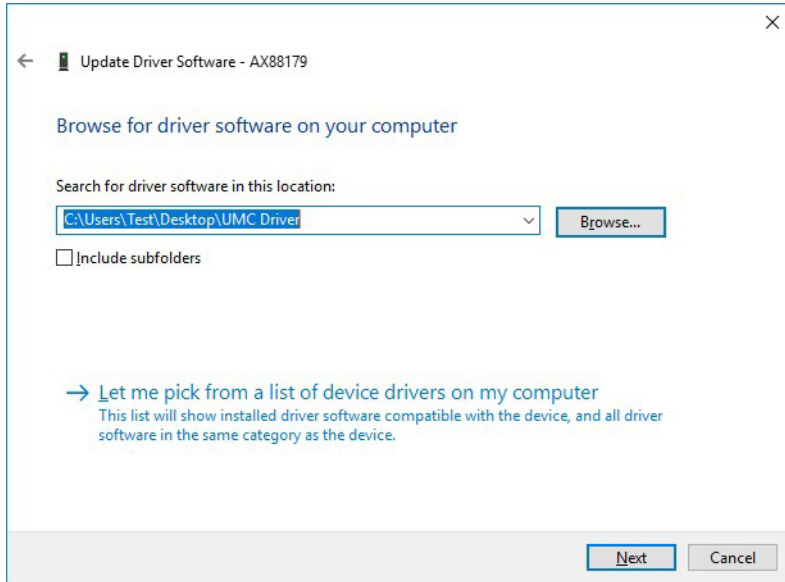 Update Driver Software - AX88179
Browse for driver software on your computer
Search for driver software in this location:
C:\Users\Test\Desktop\UMC Driver
Browse...
Include subfolders
Let me pick from a list of device drivers on my computer
This list will show installed driver software compatible with the device, and all driver
software in the same category as the device.
Next
Cancel